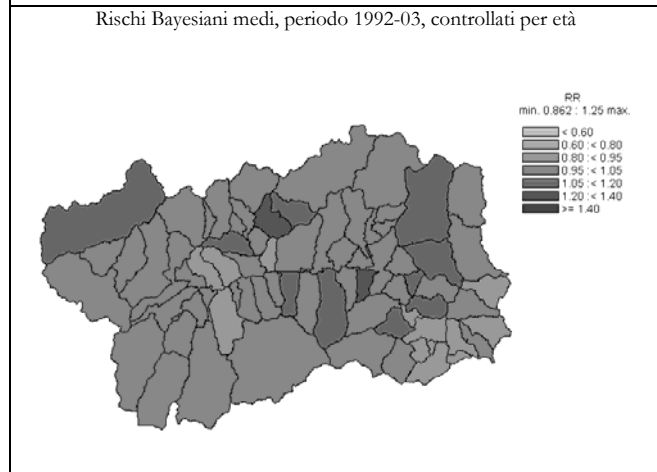 Rischi Bayesiani medi, periodo 1992-03, controllati per età
RR
min. 0.862 : 1.25 max.
< 0.60
0.60 :< 0.80
0.80 :< 0.95
0.95 :< 1.05
1.05 :< 1.20
1.20 :< 1.40
>= 1.40